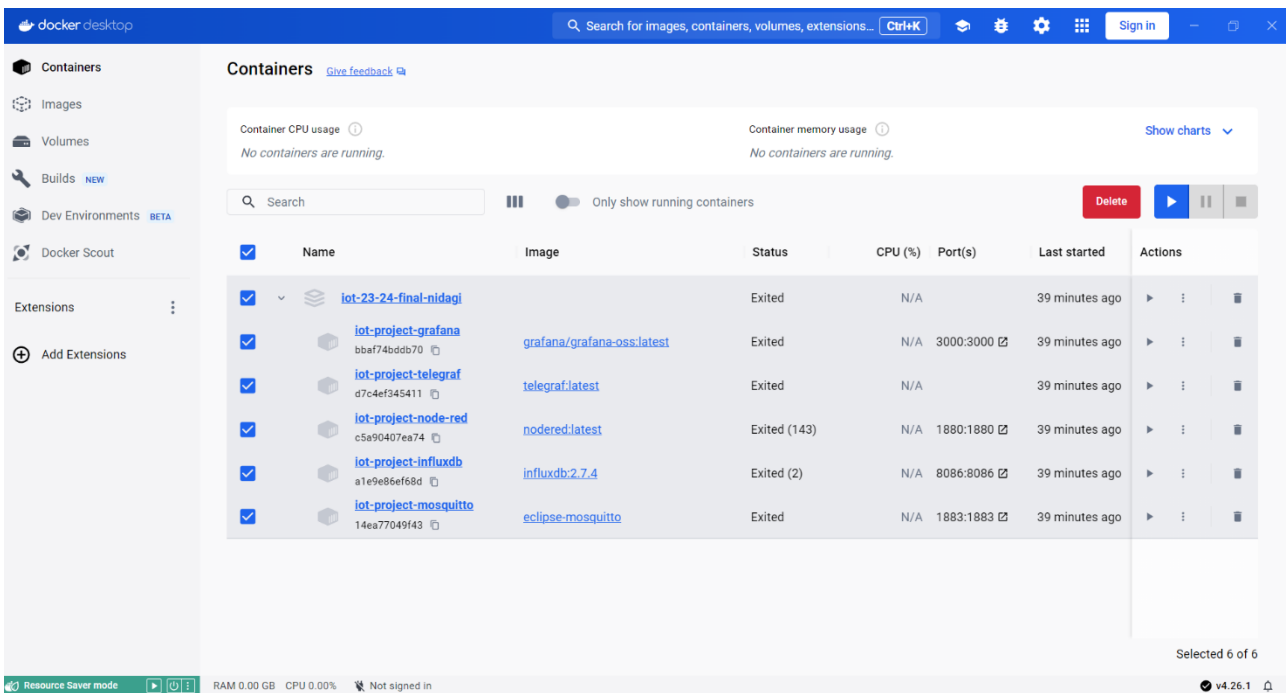 docker desktop
Search for images, containers, volumes, extensions... Ctrl+K
Sign in
Containers
Images
Volumes
Builds NEW
Dev Environments BETA
Docker Scout
Extensions
Add Extensions
Containers Give feedback
Container CPU usage
No containers are running.
Container memory usage
No containers are running.
Show charts
Search
Only show running containers
Delete
Name Image Status CPU (%) Port(s) Last started Actions
iot-23-24-final-nidagi Exited N/A 39 minutes ago
iot-project-grafana
bbaf74bddb70
grafana/grafana-oss:latest Exited N/A 3000:3000 39 minutes ago
iot-project-telegraf
d7c4ef345411
telegraf:latest Exited N/A 39 minutes ago
iot-project-node-red
c5a90407ea74
nodered:latest Exited (143) N/A 1880:1880 39 minutes ago
iot-project-influxdb
a1e9e86ef68d
influxdb:2.7.4 Exited (2) N/A 8086:8086 39 minutes ago
iot-project-mosquitto
14ea77049f43
eclipse-mosquitto Exited N/A 1883:1883 39 minutes ago
Selected 6 of 6
Resource Saver mode RAM 0.00 GB CPU 0.00% Not signed in v4.26.1